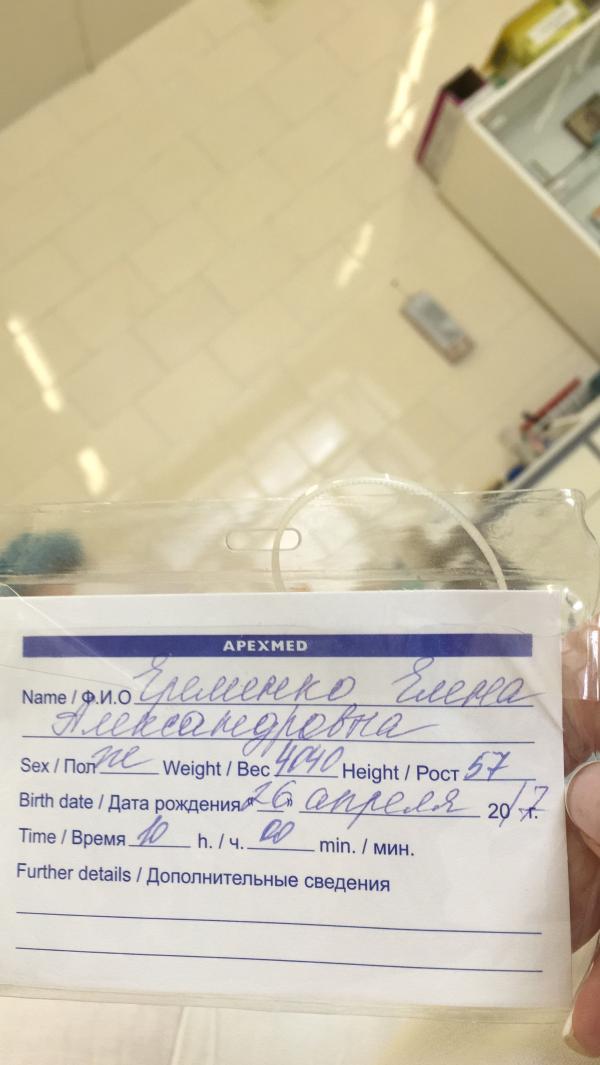 APEXMED
Name / Ф.И.О Еременко Елена
Александровна
Sex / Пол ж Weight / Вес 4040 Height / Рост 57
Birth date / Дата рождения "26" апреля 2017 г.
Time / Время 10 h. / ч. 00 min. / мин.
Further details / Дополнительные сведения